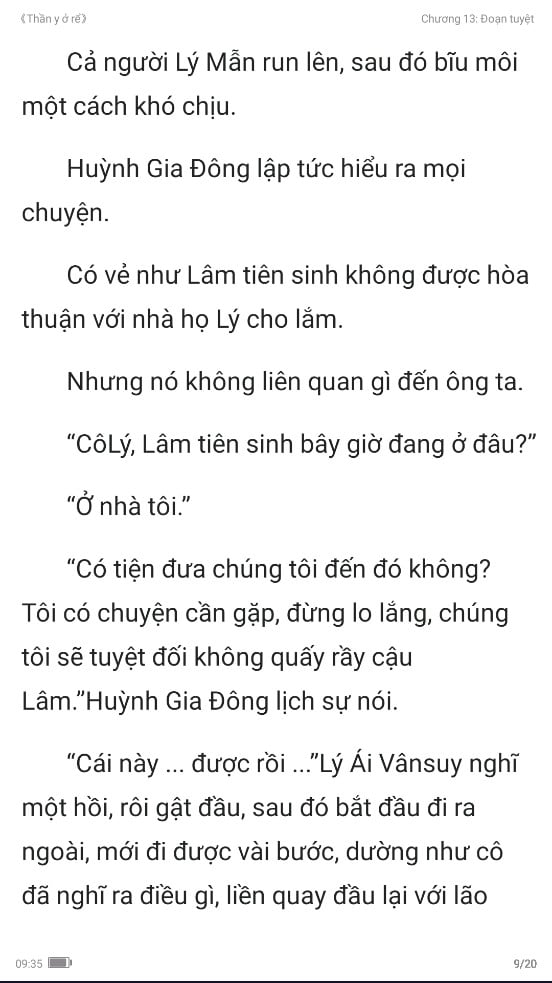 《Thần y ở rể》
Chương 13: Đoạn tuyệt
Cả người Lý Mẫn run lên, sau đó bĩu môi
một cách khó chịu.
Huỳnh Gia Đông lập tức hiểu ra mọi
chuyện.
Có vẻ như Lâm tiên sinh không được hòa
thuận với nhà họ Lý cho lắm.
Nhưng nó không liên quan gì đến ông ta.
“CôLý, Lâm tiên sinh bây giờ đang ở đâu?”
“Ở nhà tôi.”
“Có tiện đưa chúng tôi đến đó không?
Tôi có chuyện cần gặp, đừng lo lắng, chúng
tôi sẽ tuyệt đối không quấy rầy cậu
Lâm.”Huỳnh Gia Đông lịch sự nói.
“Cái này ... được rồi ...”Lý Ái Vânsuy nghĩ
một hồi, rôi gật đầu, sau đó bắt đầu đi ra
ngoài, mới đi được vài bước, dường như cô
đã nghĩ ra điều gì, liền quay đầu lại với lão
09:35
9/20